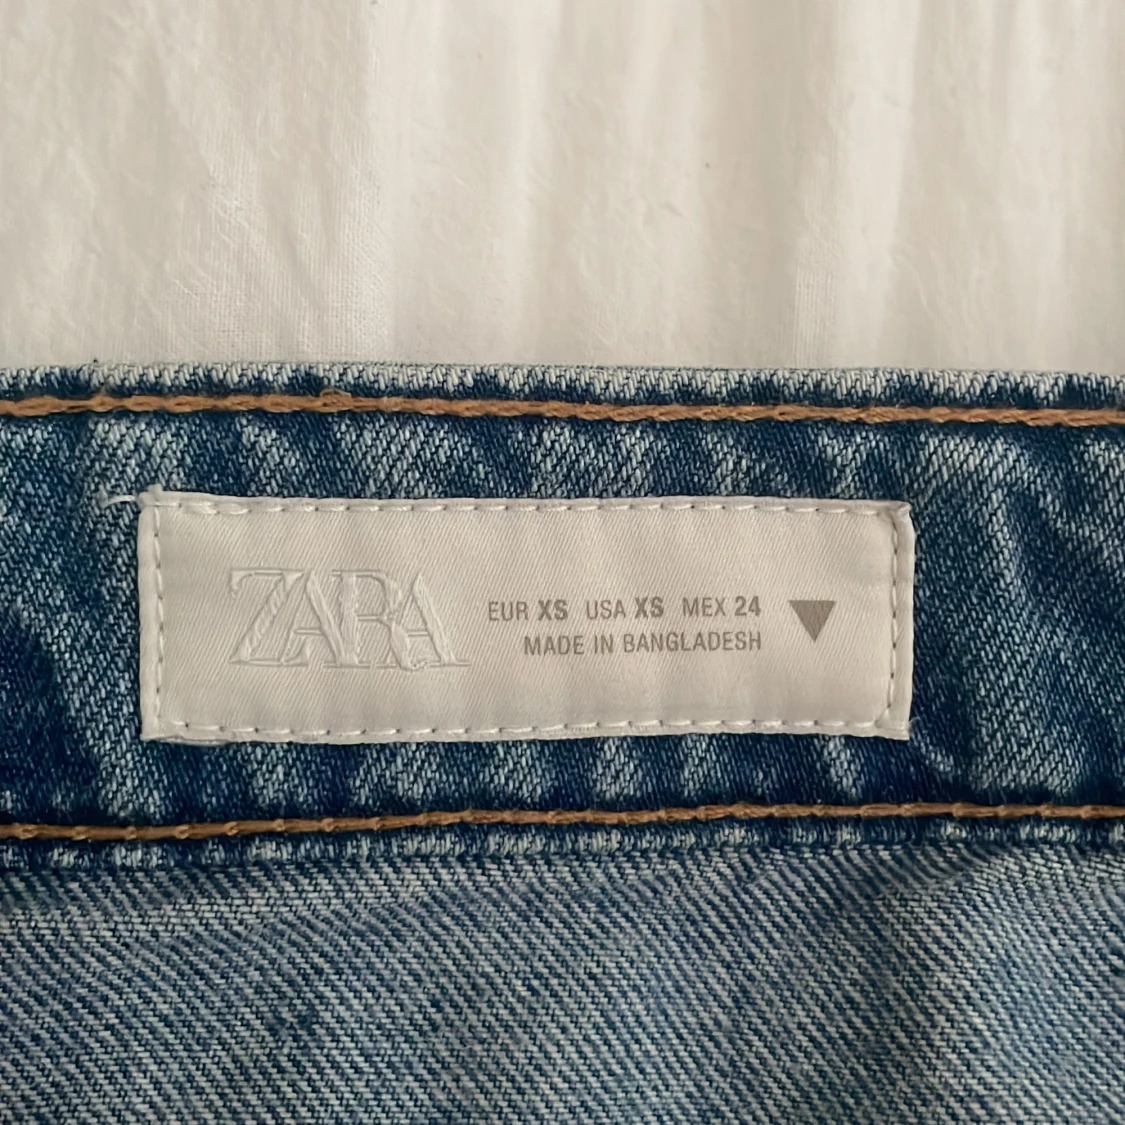 ZARA
EUR XS USA XS MEX 24
MADE IN BANGLADESH